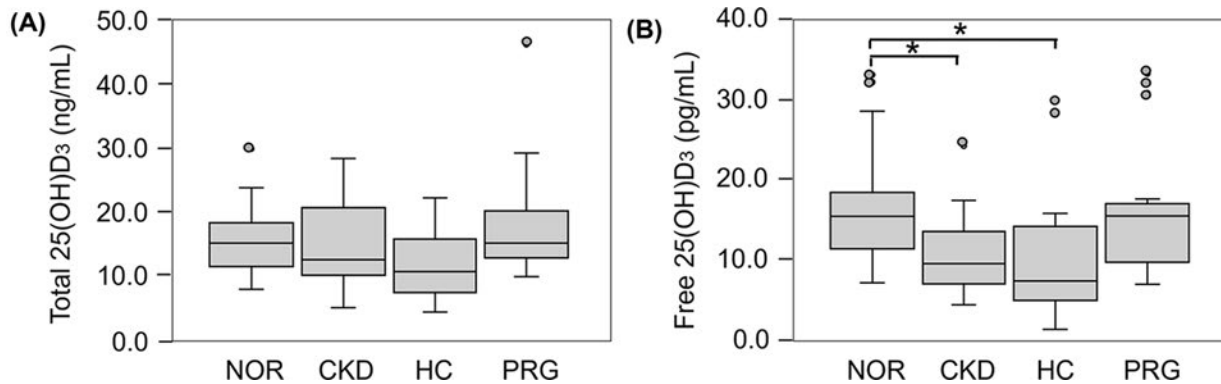 (A)
Total 25(OH)D3 (ng/mL)
50.0
40.0
30.0
20.0
10.0
0.0
NOR CKD HC PRG
(B)
Free 25(OH)D3 (pg/mL)
40.0
30.0
20.0
10.0
0.0
*
*
NOR CKD HC PRG